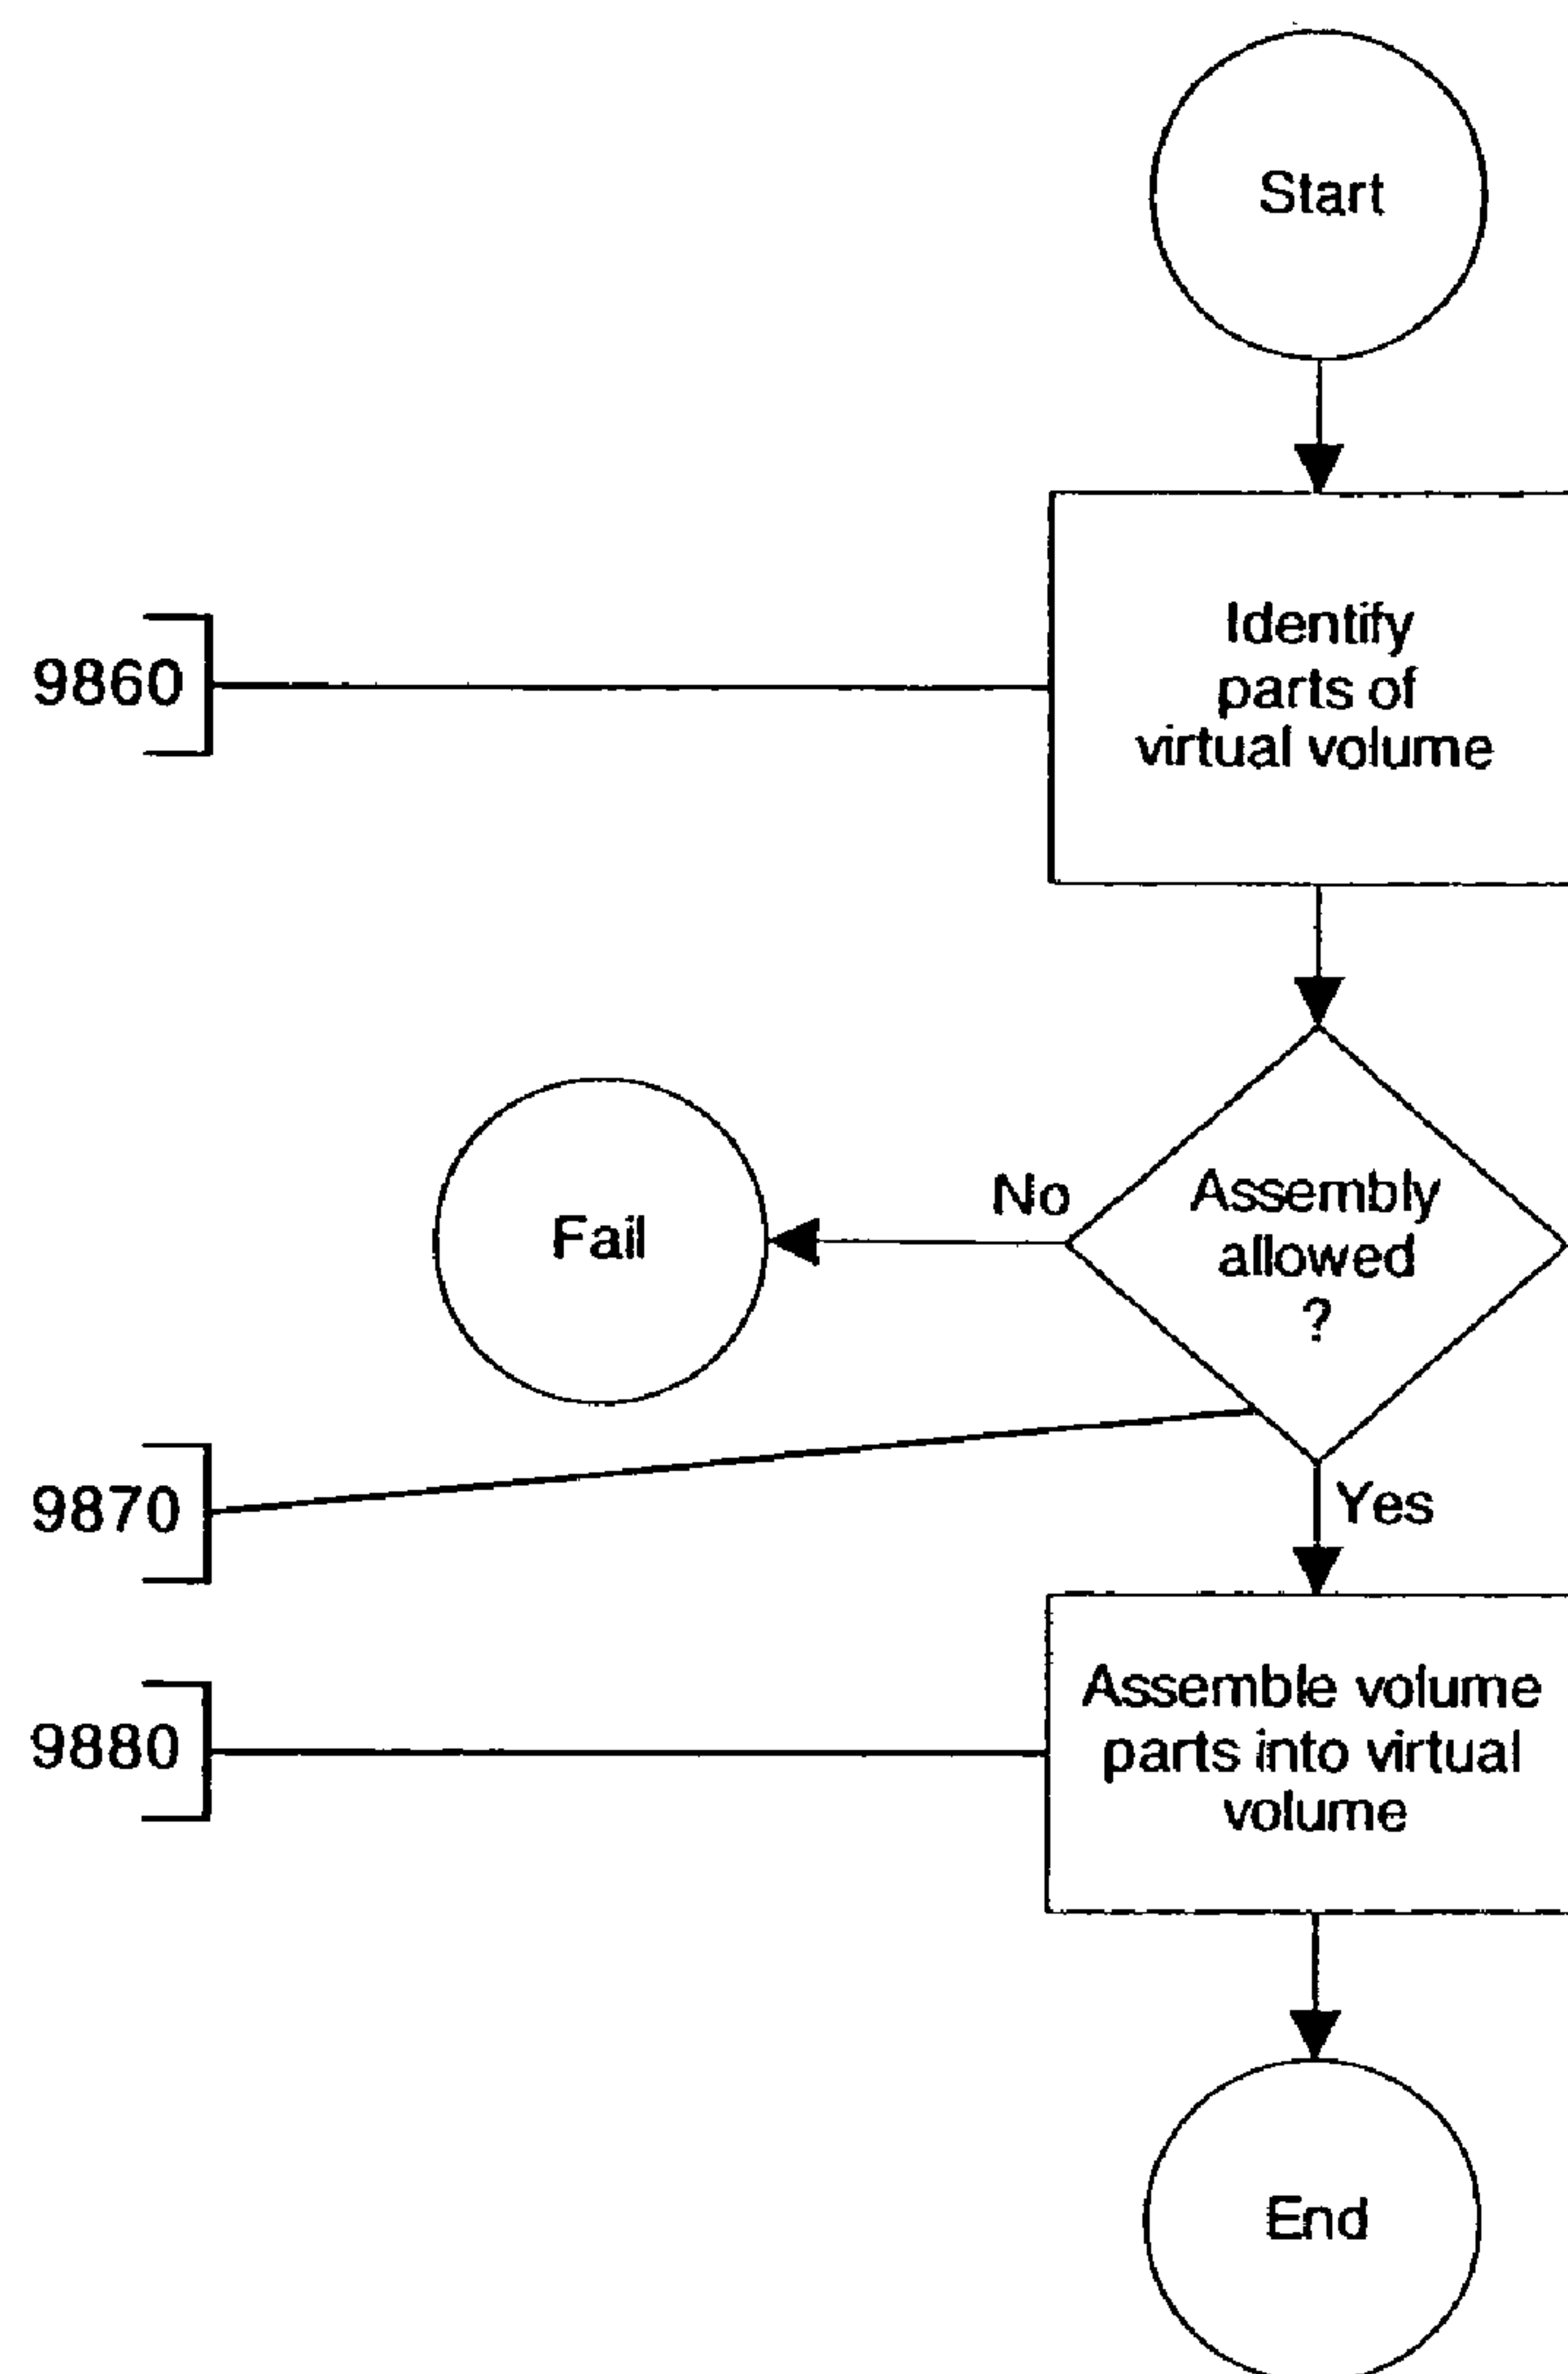 Start
9860
Identify
parts of
virtual volume
No
Assembly
allowed
?
Fail
9870
Yes
9880
Assemble volume
parts into virtual
volume
End